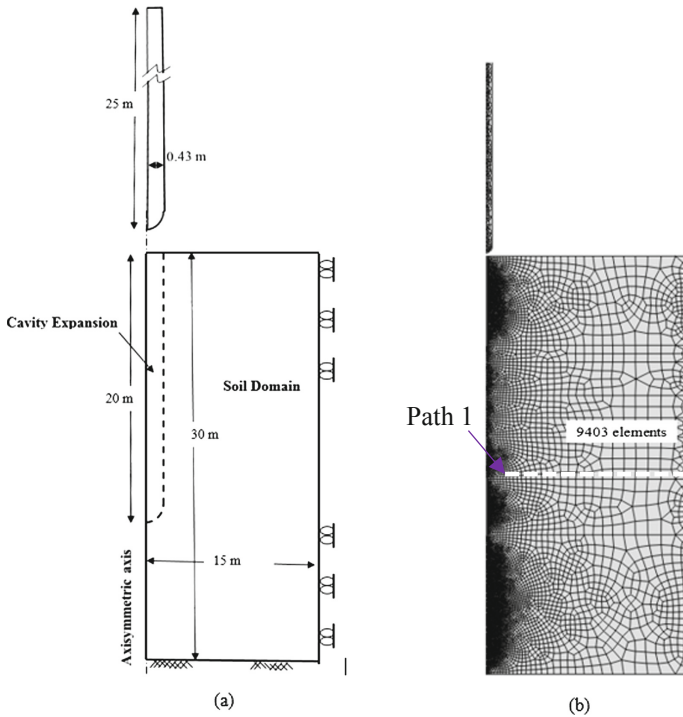 25 m
0.43 m
Cavity Expansion
20 m
Soil Domain
30 m
15 m
Axisymmetric axis
(a)
Path 1
9403 elements
(b)